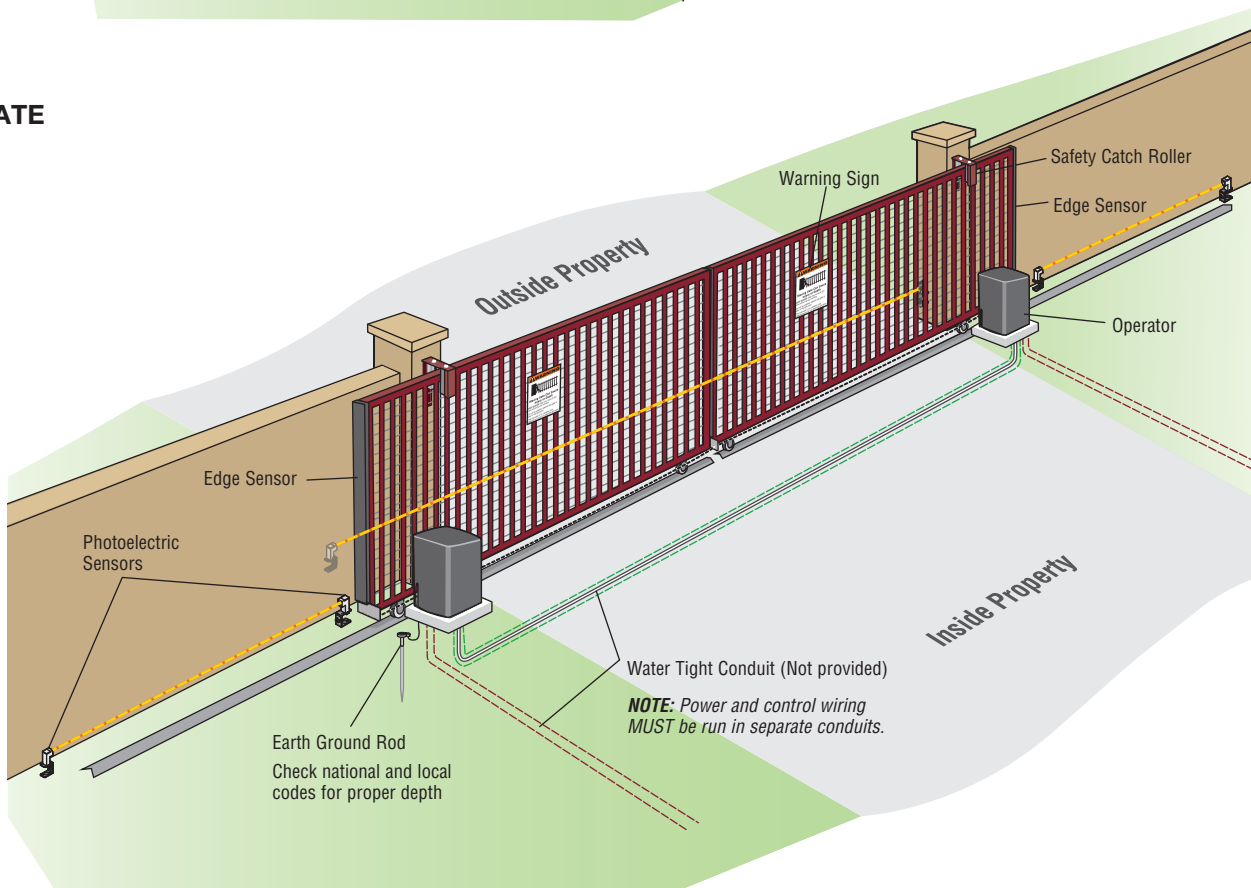 ATE
Safety Catch Roller
Warning Sign
Edge Sensor
Outside Property
Operator
Edge Sensor
Photoelectric
Sensors
Inside Property
Water Tight Conduit (Not provided)
NOTE: Power and control wiring
MUST be run in separate conduits.
Earth Ground Rod
Check national and local
codes for proper depth